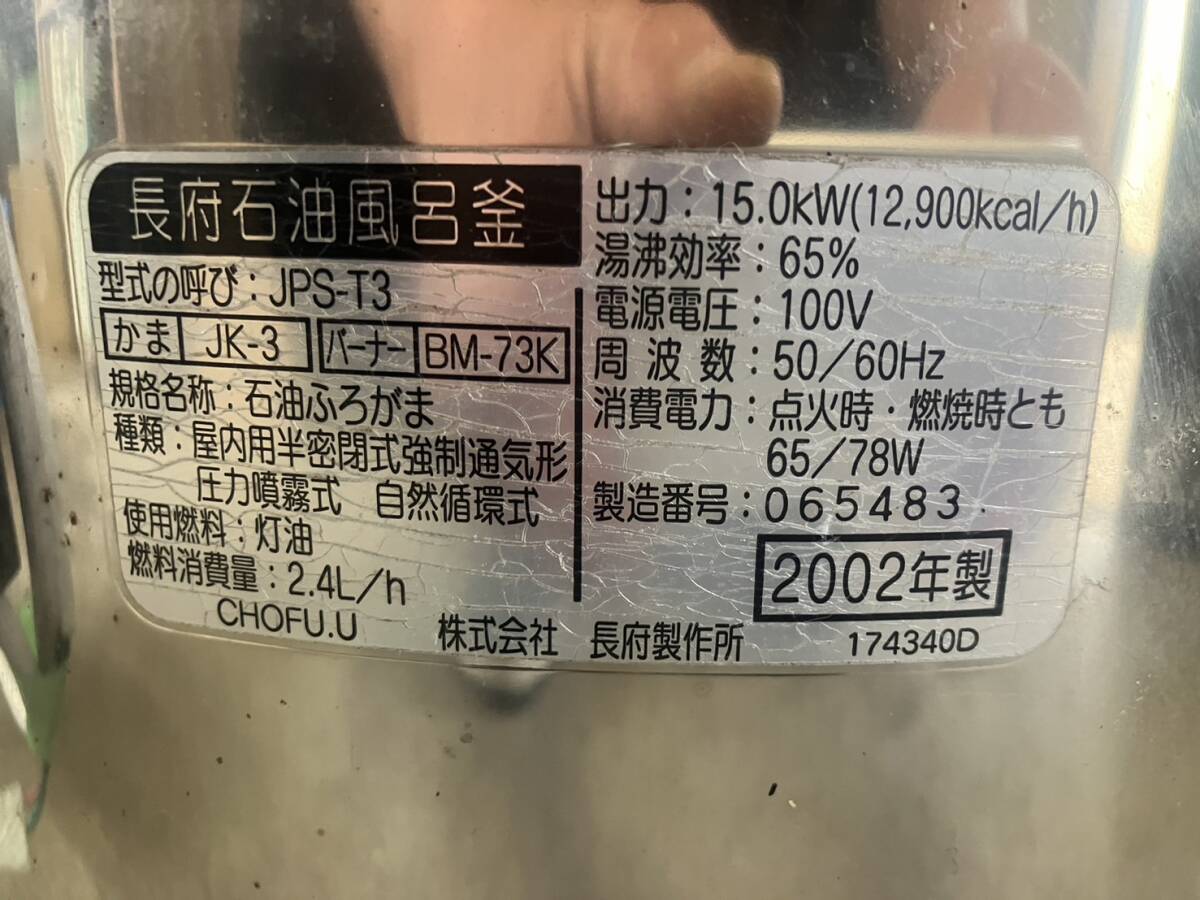 長府石油風呂釜
型式の呼び：JPS-T3
かま JK-3 バーナー BM-73K
規格名称：石油ふろがま
種類：屋内用半密閉式強制通気形
圧力噴霧式 自然循環式
使用燃料：灯油
燃料消費量：2.4L/h
CHOFU.U
出力：15.0kW(12,900kcal/h)
湯沸効率：65%
電源電圧：100V
周波数：50/60Hz
消費電力：点火時・燃焼時とも
65/78W
製造番号：065483
2002年製
株式会社 長府製作所
174340D